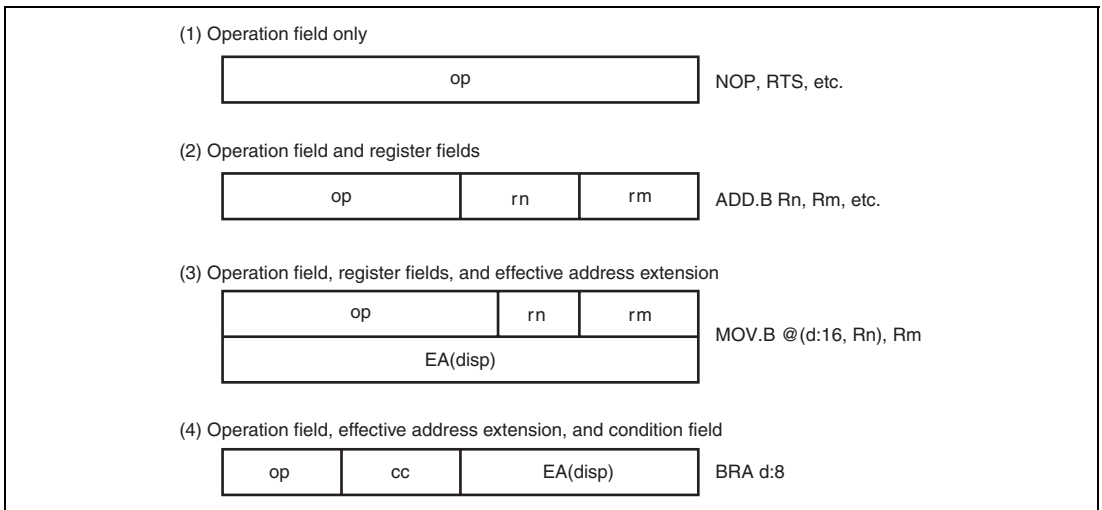 (1) Operation field only
op
NOP, RTS, etc.
(2) Operation field and register fields
op rn rm
ADD.B Rn, Rm, etc.
(3) Operation field, register fields, and effective address extension
op rn rm
EA(disp)
MOV.B @(d:16, Rn), Rm
(4) Operation field, effective address extension, and condition field
op cc EA(disp)
BRA d:8